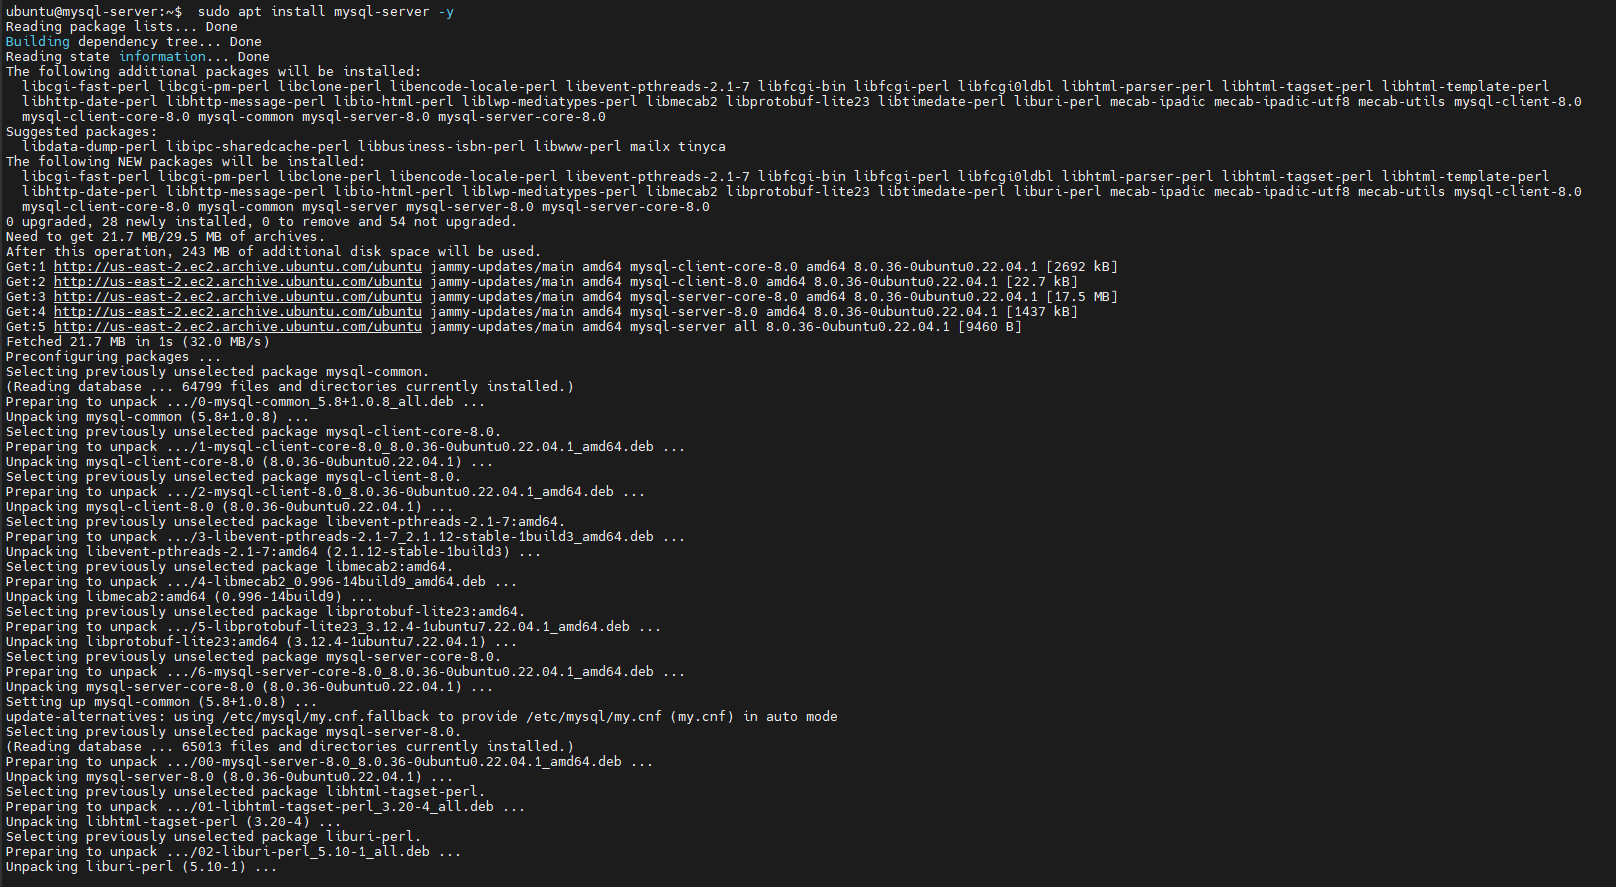 ubuntu@mysql-server:~$  sudo apt install mysql-server -y
Reading package lists... Done
Building dependency tree... Done
Reading state information... Done
The following additional packages will be installed:
  libcgi-fast-perl libcgi-pm-perl libclone-perl libencode-locale-perl libevent-pthreads-2.1-7 libfcgi-bin libfcgi-perl libfcgi0ldbl libhtml-parser-perl libhtml-tagset-perl libhtml-template-perl
  libhttp-date-perl libhttp-message-perl libio-html-perl liblwp-mediatypes-perl libmecab2 libprotobuf-lite23 libtimedate-perl liburi-perl mecab-ipadic mecab-ipadic-utf8 mecab-utils mysql-client-8.0
  mysql-client-core-8.0 mysql-common mysql-server-8.0 mysql-server-core-8.0
Suggested packages:
  libdata-dump-perl libipc-sharedcache-perl libbusiness-isbn-perl libwww-perl mailx tinyca
The following NEW packages will be installed:
  libcgi-fast-perl libcgi-pm-perl libclone-perl libencode-locale-perl libevent-pthreads-2.1-7 libfcgi-bin libfcgi-perl libfcgi0ldbl libhtml-parser-perl libhtml-tagset-perl libhtml-template-perl
  libhttp-date-perl libhttp-message-perl libio-html-perl liblwp-mediatypes-perl libmecab2 libprotobuf-lite23 libtimedate-perl liburi-perl mecab-ipadic mecab-ipadic-utf8 mecab-utils mysql-client-8.0
  mysql-client-core-8.0 mysql-common mysql-server mysql-server-8.0 mysql-server-core-8.0
0 upgraded, 28 newly installed, 0 to remove and 54 not upgraded.
Need to get 21.7 MB/29.5 MB of archives.
After this operation, 243 MB of additional disk space will be used.
Get:1 http://us-east-2.ec2.archive.ubuntu.com/ubuntu jammy-updates/main amd64 mysql-client-core-8.0 amd64 8.0.36-0ubuntu0.22.04.1 [2692 kB]
Get:2 http://us-east-2.ec2.archive.ubuntu.com/ubuntu jammy-updates/main amd64 mysql-client-8.0 amd64 8.0.36-0ubuntu0.22.04.1 [22.7 kB]
Get:3 http://us-east-2.ec2.archive.ubuntu.com/ubuntu jammy-updates/main amd64 mysql-server-core-8.0 amd64 8.0.36-0ubuntu0.22.04.1 [17.5 MB]
Get:4 http://us-east-2.ec2.archive.ubuntu.com/ubuntu jammy-updates/main amd64 mysql-server-8.0 amd64 8.0.36-0ubuntu0.22.04.1 [1437 kB]
Get:5 http://us-east-2.ec2.archive.ubuntu.com/ubuntu jammy-updates/main amd64 mysql-server all 8.0.36-0ubuntu0.22.04.1 [9460 B]
Fetched 21.7 MB in 1s (32.0 MB/s)
Preconfiguring packages ...
Selecting previously unselected package mysql-common.
(Reading database ... 64799 files and directories currently installed.)
Preparing to unpack .../0-mysql-common_5.8+1.0.8_all.deb ...
Unpacking mysql-common (5.8+1.0.8) ...
Selecting previously unselected package mysql-client-core-8.0.
Preparing to unpack .../1-mysql-client-core-8.0_8.0.36-0ubuntu0.22.04.1_amd64.deb ...
Unpacking mysql-client-core-8.0 (8.0.36-0ubuntu0.22.04.1) ...
Selecting previously unselected package mysql-client-8.0.
Preparing to unpack .../2-mysql-client-8.0_8.0.36-0ubuntu0.22.04.1_amd64.deb ...
Unpacking mysql-client-8.0 (8.0.36-0ubuntu0.22.04.1) ...
Selecting previously unselected package libevent-pthreads-2.1-7:amd64.
Preparing to unpack .../3-libevent-pthreads-2.1-7_2.1.12-stable-1build3_amd64.deb ...
Unpacking libevent-pthreads-2.1-7:amd64 (2.1.12-stable-1build3) ...
Selecting previously unselected package libmecab2:amd64.
Preparing to unpack .../4-libmecab2_0.996-14build9_amd64.deb ...
Unpacking libmecab2:amd64 (0.996-14build9) ...
Selecting previously unselected package libprotobuf-lite23:amd64.
Preparing to unpack .../5-libprotobuf-lite23_3.12.4-1ubuntu7.22.04.1_amd64.deb ...
Unpacking libprotobuf-lite23:amd64 (3.12.4-1ubuntu7.22.04.1) ...
Selecting previously unselected package mysql-server-core-8.0.
Preparing to unpack .../6-mysql-server-core-8.0_8.0.36-0ubuntu0.22.04.1_amd64.deb ...
Unpacking mysql-server-core-8.0 (8.0.36-0ubuntu0.22.04.1) ...
Setting up mysql-common (5.8+1.0.8) ...
update-alternatives: using /etc/mysql/my.cnf.fallback to provide /etc/mysql/my.cnf (my.cnf) in auto mode
Selecting previously unselected package mysql-server-8.0.
(Reading database ... 65013 files and directories currently installed.)
Preparing to unpack .../00-mysql-server-8.0_8.0.36-0ubuntu0.22.04.1_amd64.deb ...
Unpacking mysql-server-8.0 (8.0.36-0ubuntu0.22.04.1) ...
Selecting previously unselected package libhtml-tagset-perl.
Preparing to unpack .../01-libhtml-tagset-perl_3.20-4_all.deb ...
Unpacking libhtml-tagset-perl (3.20-4) ...
Selecting previously unselected package liburi-perl.
Preparing to unpack .../02-liburi-perl_5.10-1_all.deb ...
Unpacking liburi-perl (5.10-1) ...